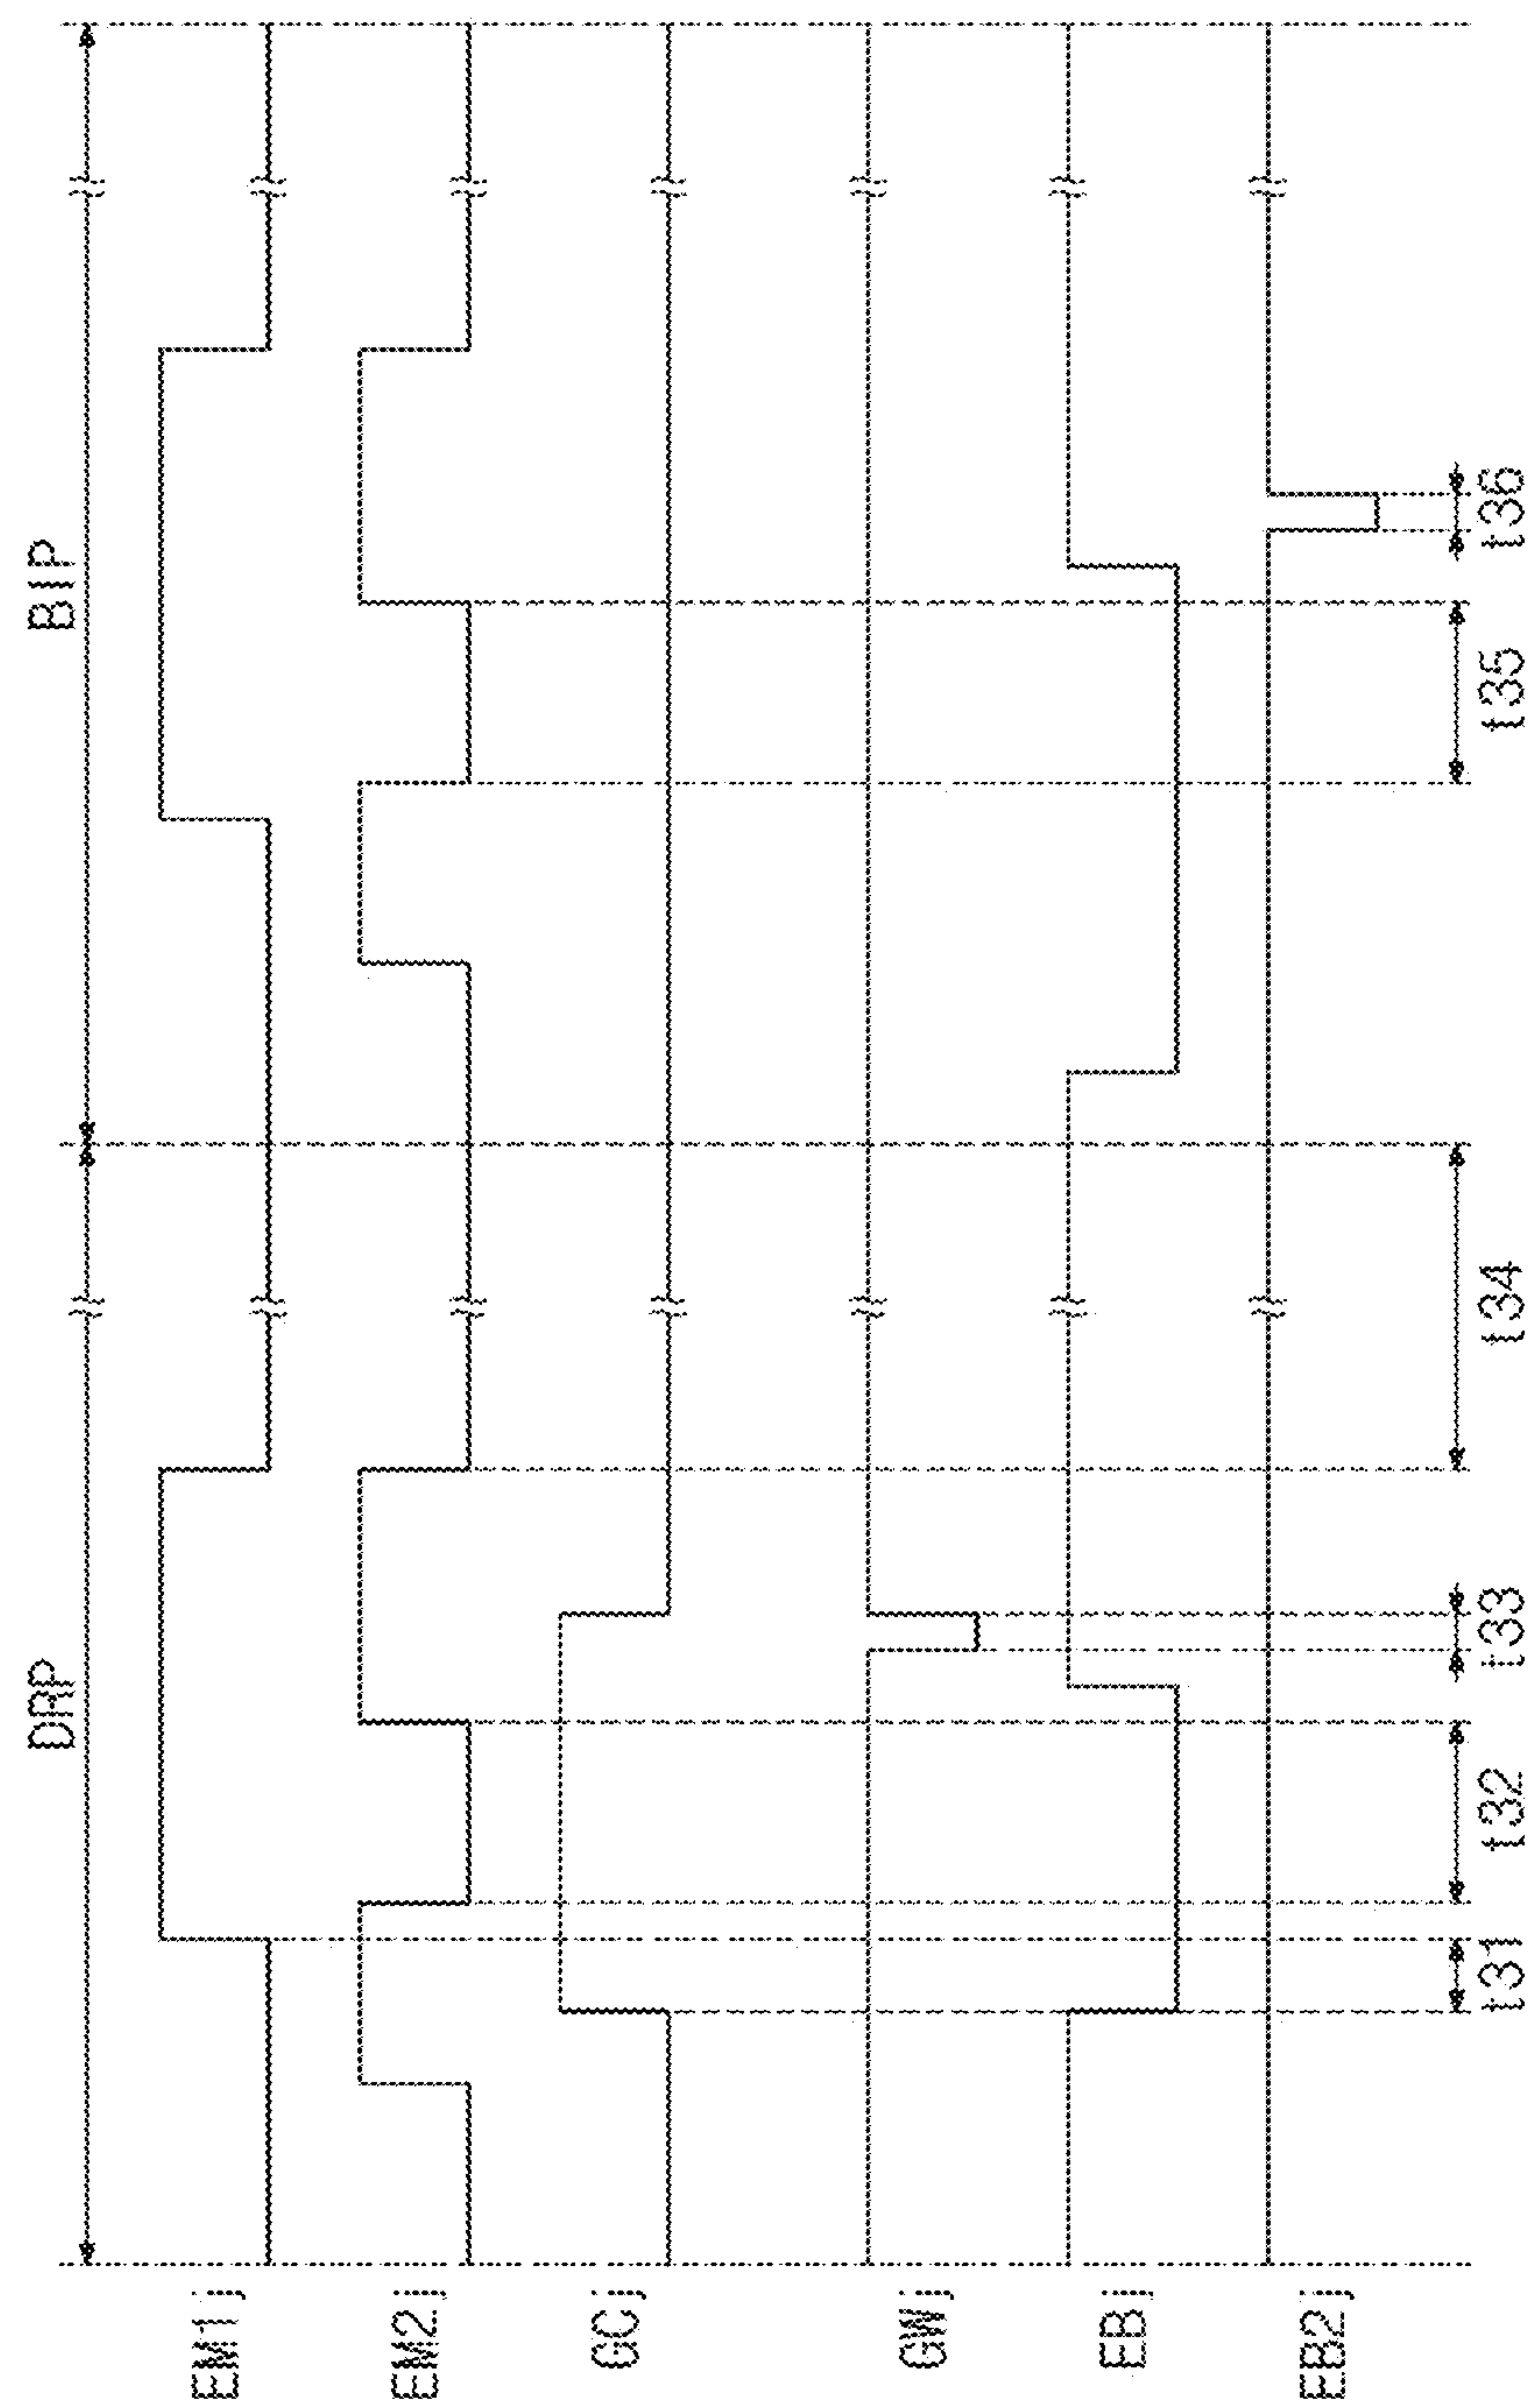 DRP
BIP
EM1j
EM2j
GCj
GWj
EBj
EB2j
t31
t32
t33
t34
t35
t36